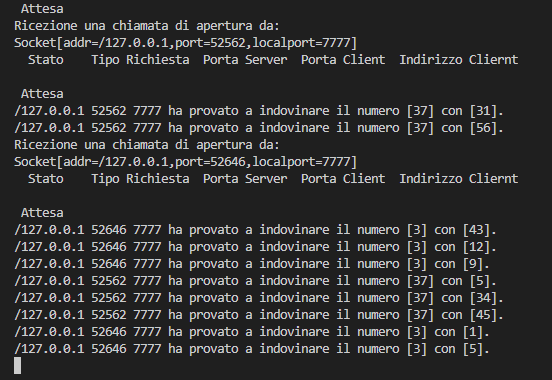 Attesa
Ricezione una chiamata di apertura da:
Socket[addr=/127.0.0.1,port=52562,localport=7777]
Stato    Tipo Richiesta  Porta Server  Porta Client  Indirizzo Cliernt
Attesa
/127.0.0.1 52562 7777 ha provato a indovinare il numero [37] con [31].
/127.0.0.1 52562 7777 ha provato a indovinare il numero [37] con [56].
Ricezione una chiamata di apertura da:
Socket[addr=/127.0.0.1,port=52646,localport=7777]
Stato    Tipo Richiesta  Porta Server  Porta Client  Indirizzo Cliernt
Attesa
/127.0.0.1 52646 7777 ha provato a indovinare il numero [3] con [43].
/127.0.0.1 52646 7777 ha provato a indovinare il numero [3] con [12].
/127.0.0.1 52646 7777 ha provato a indovinare il numero [3] con [9].
/127.0.0.1 52562 7777 ha provato a indovinare il numero [37] con [5].
/127.0.0.1 52562 7777 ha provato a indovinare il numero [37] con [34].
/127.0.0.1 52562 7777 ha provato a indovinare il numero [37] con [45].
/127.0.0.1 52646 7777 ha provato a indovinare il numero [3] con [1].
/127.0.0.1 52646 7777 ha provato a indovinare il numero [3] con [5].